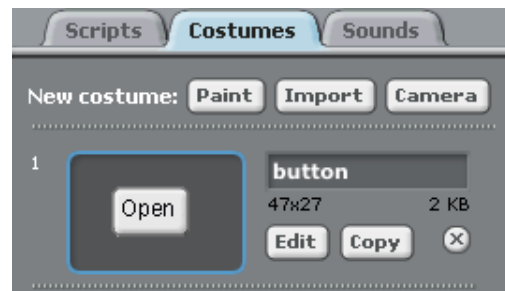 Scripts Costumes Sounds
New costume: Paint Import Camera
1
button
Open
47x27 2 KB
Edit Copy